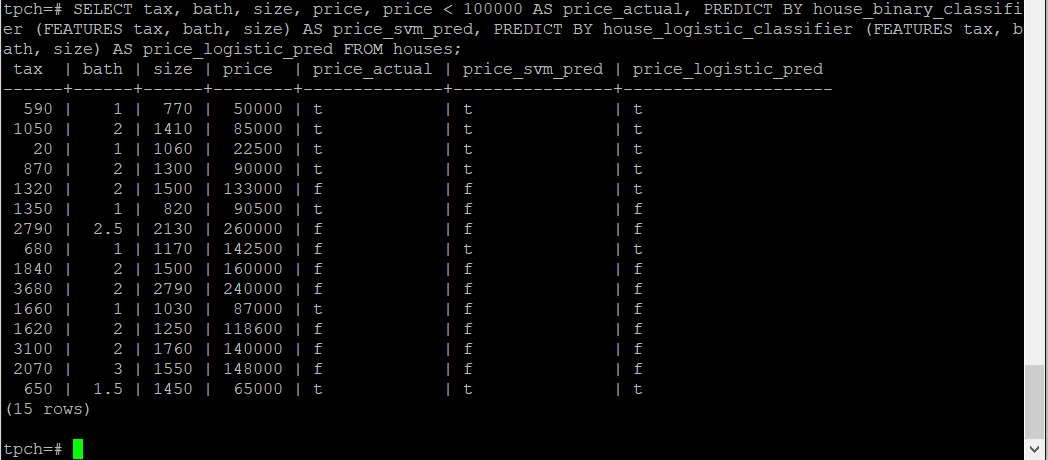 tpch=# SELECT tax, bath, size, price, price < 100000 AS price_actual, PREDICT BY house_binary_classifi
er (FEATURES tax, bath, size) AS price_svm_pred, PREDICT BY house_logistic_classifier (FEATURES tax, b
ath, size) AS price_logistic_pred FROM houses;
 tax  | bath | size | price  | price_actual | price_svm_pred | price_logistic_pred
------+------+------+--------+--------------+----------------+---------------------
  590 |    1 |  770 |  50000 | t            | t              | t
 1050 |    2 | 1410 |  85000 | t            | t              | t
   20 |    1 | 1060 |  22500 | t            | t              | t
  870 |    2 | 1300 |  90000 | t            | t              | t
 1320 |    2 | 1500 | 133000 | f            | f              | t
 1350 |    1 |  820 |  90500 | t            | f              | f
 2790 |  2.5 | 2130 | 260000 | f            | f              | f
  680 |    1 | 1170 | 142500 | f            | t              | t
 1840 |    2 | 1500 | 160000 | f            | f              | f
 3680 |    2 | 2790 | 240000 | f            | f              | f
 1660 |    1 | 1030 |  87000 | t            | f              | f
 1620 |    2 | 1250 | 118600 | f            | f              | f
 3100 |    2 | 1760 | 140000 | f            | f              | f
 2070 |    3 | 1550 | 148000 | f            | f              | f
  650 |  1.5 | 1450 |  65000 | t            | t              | t
(15 rows)
tpch=#